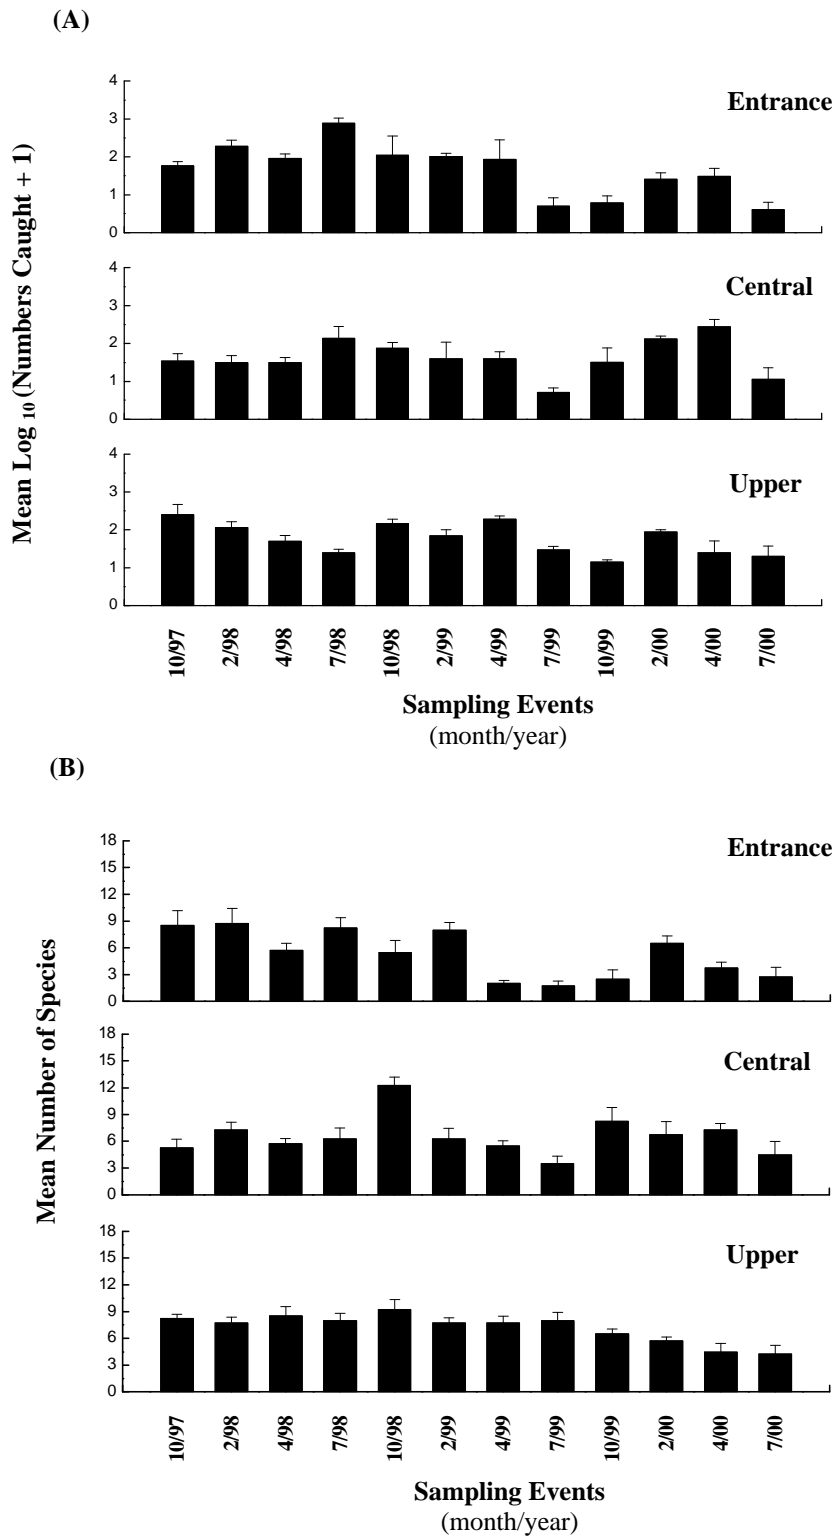 (A)
Mean Log 10 (Numbers Caught + 1)
Entrance
4
3
2
1
0
Central
4
3
2
1
0
Upper
4
3
2
1
0
10/97 2/98 4/98 7/98 10/98 2/99 4/99 7/99 10/99 2/00 4/00 7/00
Sampling Events
(month/year)
(B)
Mean Number of Species
Entrance
18
15
12
9
6
3
0
Central
18
15
12
9
6
3
0
Upper
18
15
12
9
6
3
0
10/97 2/98 4/98 7/98 10/98 2/99 4/99 7/99 10/99 2/00 4/00 7/00
Sampling Events
(month/year)